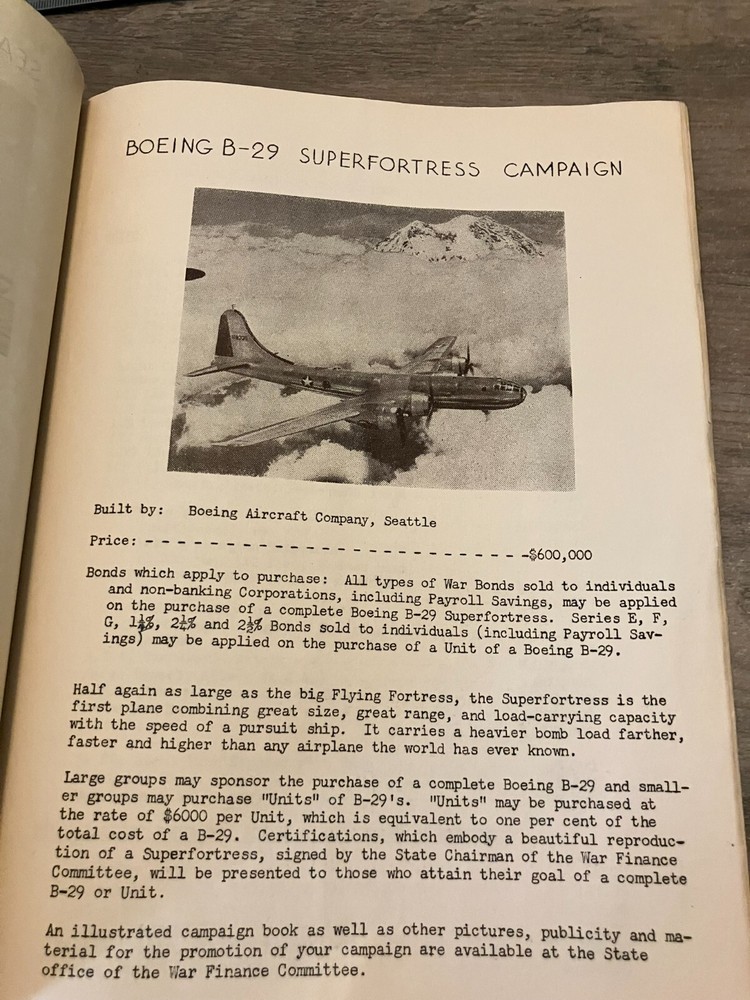 BOEING B-29 SUPERFORTRESS CAMPAIGN
Built by: Boeing Aircraft Company, Seattle
Price: - - - - - - - - - - - - - - - - - - - - - - - - -$600,000
Bonds which apply to purchase: All types of War Bonds sold to individuals
and non-banking Corporations, including Payroll Savings, may be applied
on the purchase of a complete Boeing B-29 Superfortress. Series E, F,
G, 1½%, 2¼% and 2½% Bonds sold to individuals (including Payroll Sav-
ings) may be applied on the purchase of a Unit of a Boeing B-29.
Half again as large as the big Flying Fortress, the Superfortress is the
first plane combining great size, great range, and load-carrying capacity
with the speed of a pursuit ship. It carries a heavier bomb load farther,
faster and higher than any airplane the world has ever known.
Large groups may sponsor the purchase of a complete Boeing B-29 and small-
er groups may purchase "Units" of B-29's. "Units" may be purchased at
the rate of $6000 per Unit, which is equivalent to one per cent of the
total cost of a B-29. Certifications, which embody a beautiful reproduc-
tion of a Superfortress, signed by the State Chairman of the War Finance
Committee, will be presented to those who attain their goal of a complete
B-29 or Unit.
An illustrated campaign book as well as other pictures, publicity and ma-
terial for the promotion of your campaign are available at the State
office of the War Finance Committee.